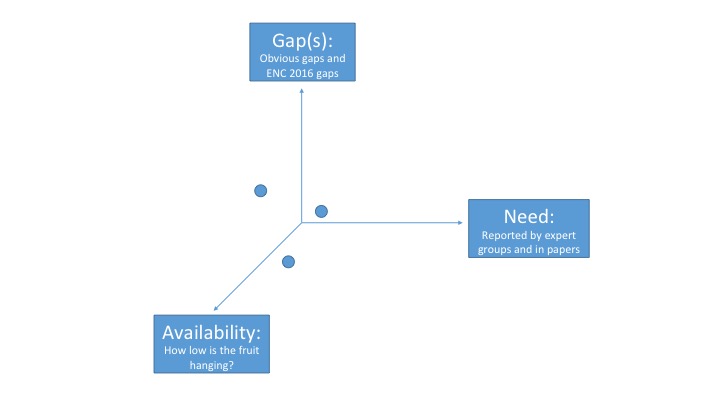 Gap(s):
Obvious gaps and
ENC 2016 gaps
Need:
Reported by expert
groups and in papers
Availability:
How low is the fruit
hanging?